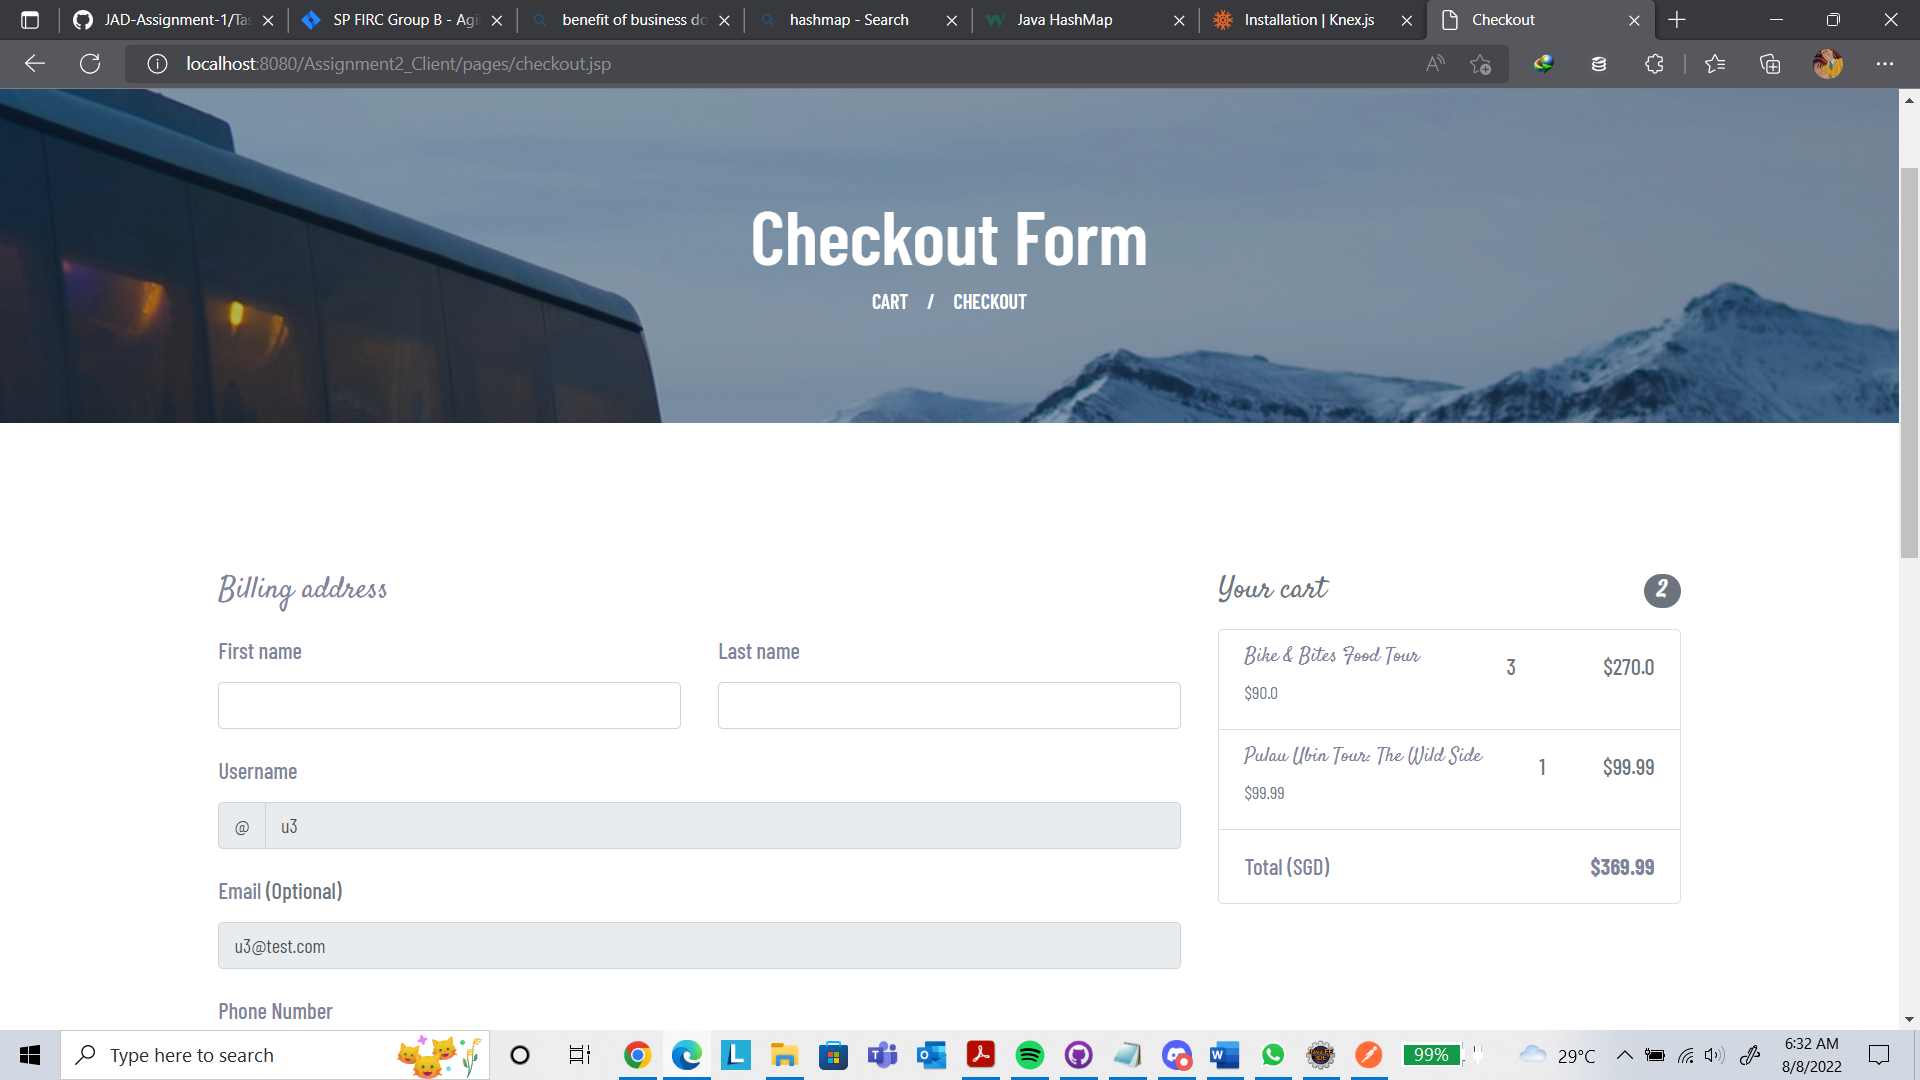 JAD-Assignment-1/Tas
SP FIRC Group B - Agil
benefit of business do
hashmap - Search
Java HashMap
Installation | Knex.js
Checkout
localhost:8080/Assignment2_Client/pages/checkout.jsp
Checkout Form
CART / CHECKOUT
Billing address
First name
Last name
Username
@ u3
Email (Optional)
u3@test.com
Phone Number
Your cart 2
Bike & Bites Food Tour 3 $270.0
$90.0
Pulau Ubin Tour: The Wild Side 1 $99.99
$99.99
Total (SGD) $369.99
Type here to search
99%
29°C
6:32 AM
8/8/2022